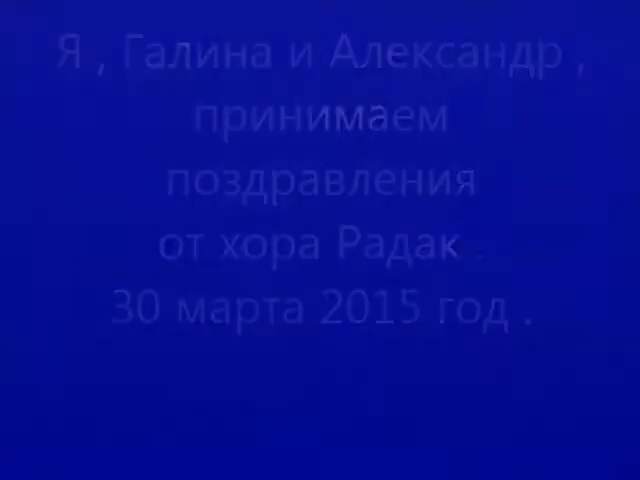 Я , Галина и Александр ,
принимаем
поздравления
от хора Радак .
30 марта 2015 год .